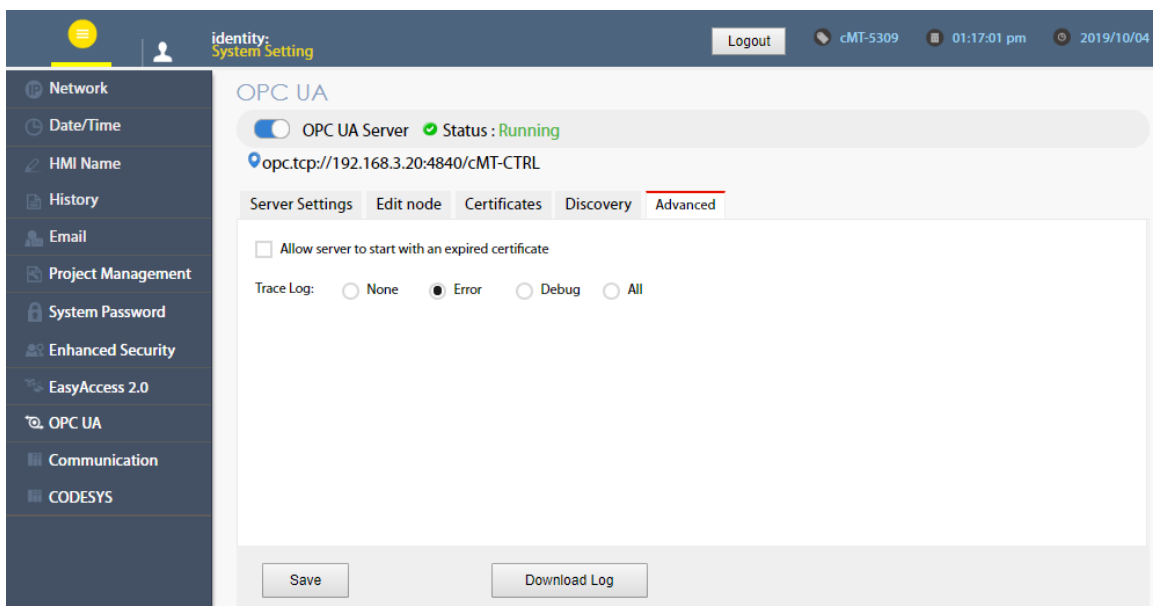 identity:
System Setting
Logout
cMT-5309
01:17:01 pm
2019/10/04
Network
Date/Time
HMI Name
History
Email
Project Management
System Password
Enhanced Security
EasyAccess 2.0
OPC UA
Communication
CODESYS
OPC UA
OPC UA Server Status : Running
opc.tcp://192.168.3.20:4840/cMT-CTRL
Server Settings Edit node Certificates Discovery Advanced
Allow server to start with an expired certificate
Trace Log: None Error Debug All
Save Download Log